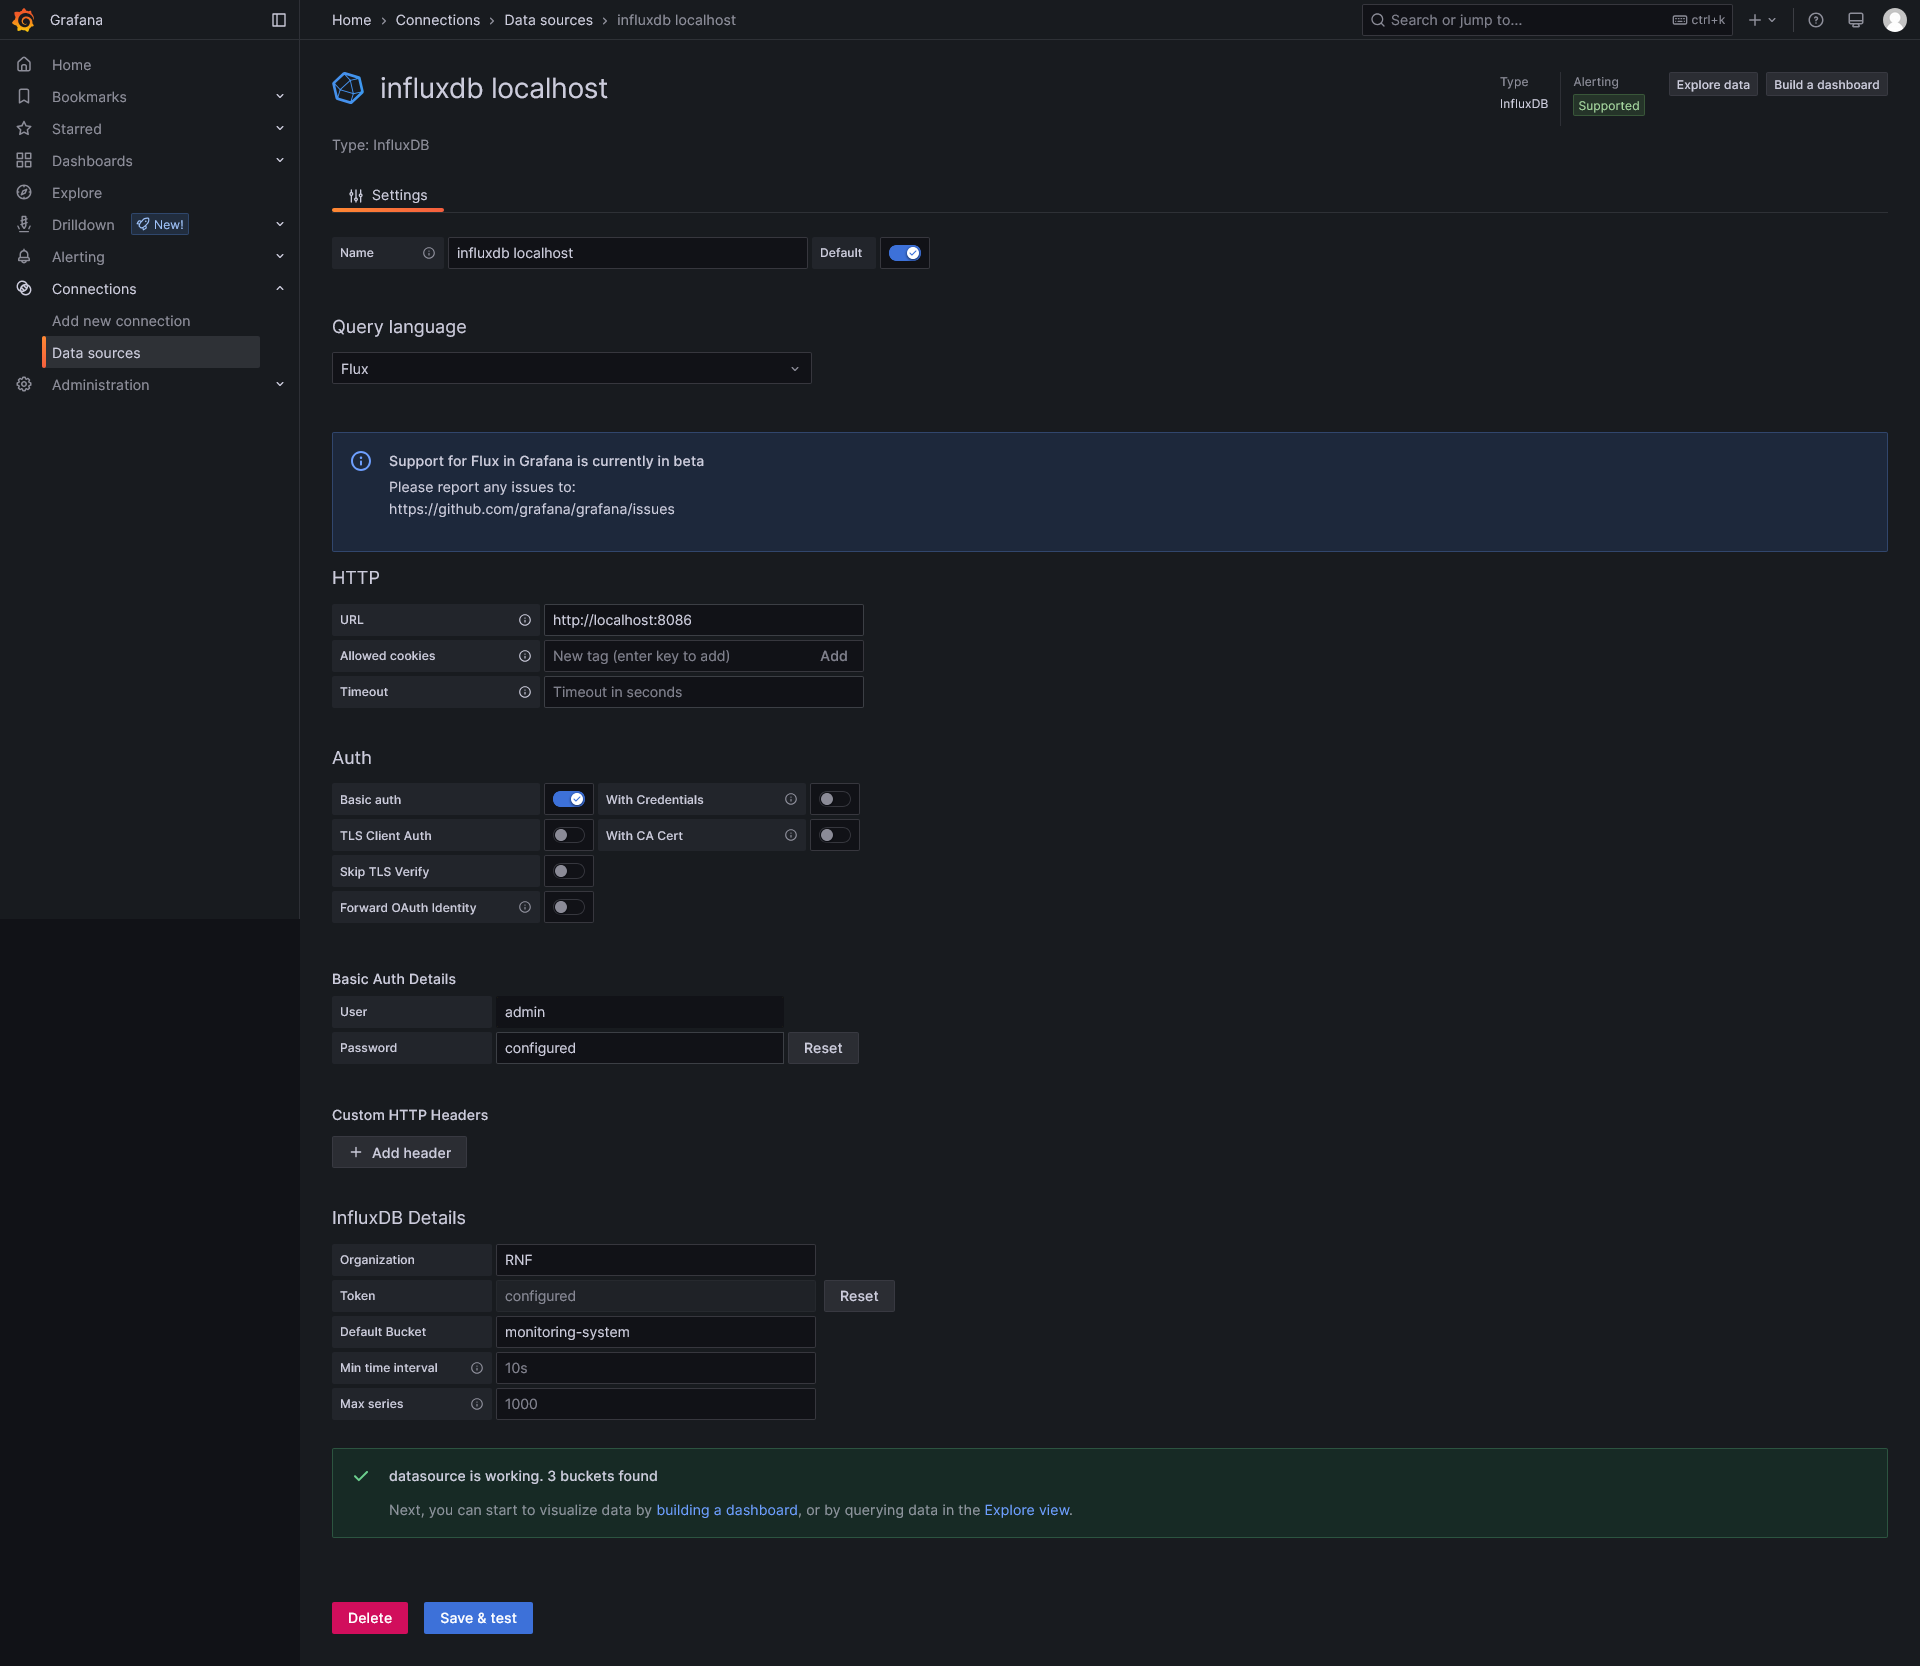 Grafana
Home
Bookmarks
Starred
Dashboards
Explore
Drilldown New!
Alerting
Connections
Add new connection
Data sources
Administration
Home › Connections › Data sources › influxdb localhost
Search or jump to... ctrl+k
influxdb localhost
Type
InfluxDB
Alerting
Supported
Explore data
Build a dashboard
Type: InfluxDB
Settings
Name influxdb localhost Default
Query language
Flux
Support for Flux in Grafana is currently in beta
Please report any issues to:
https://github.com/grafana/grafana/issues
HTTP
URL http://localhost:8086
Allowed cookies New tag (enter key to add) Add
Timeout Timeout in seconds
Auth
Basic auth With Credentials
TLS Client Auth With CA Cert
Skip TLS Verify
Forward OAuth Identity
Basic Auth Details
User admin
Password configured Reset
Custom HTTP Headers
Add header
InfluxDB Details
Organization RNF
Token configured Reset
Default Bucket monitoring-system
Min time interval 10s
Max series 1000
datasource is working. 3 buckets found
Next, you can start to visualize data by building a dashboard, or by querying data in the Explore view.
Delete Save & test